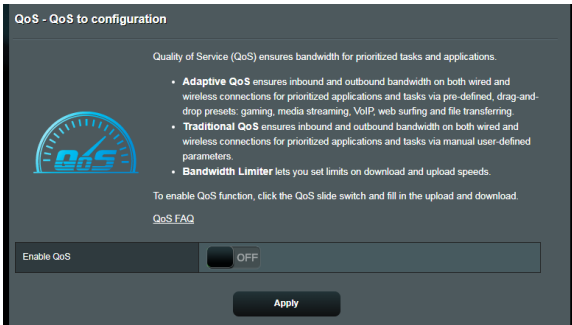 QoS - QoS to configuration
Quality of Service (QoS) ensures bandwidth for prioritized tasks and applications.
• Adaptive QoS ensures inbound and outbound bandwidth on both wired and
wireless connections for prioritized applications and tasks via pre-defined, drag-and-
drop presets: gaming, media streaming, VoIP, web surfing and file transferring.
• Traditional QoS ensures inbound and outbound bandwidth on both wired and
wireless connections for prioritized applications and tasks via manual user-defined
parameters.
• Bandwidth Limiter lets you set limits on download and upload speeds.
QoS
To enable QoS function, click the QoS slide switch and fill in the upload and download.
QoS FAQ
Enable QoS
OFF
Apply